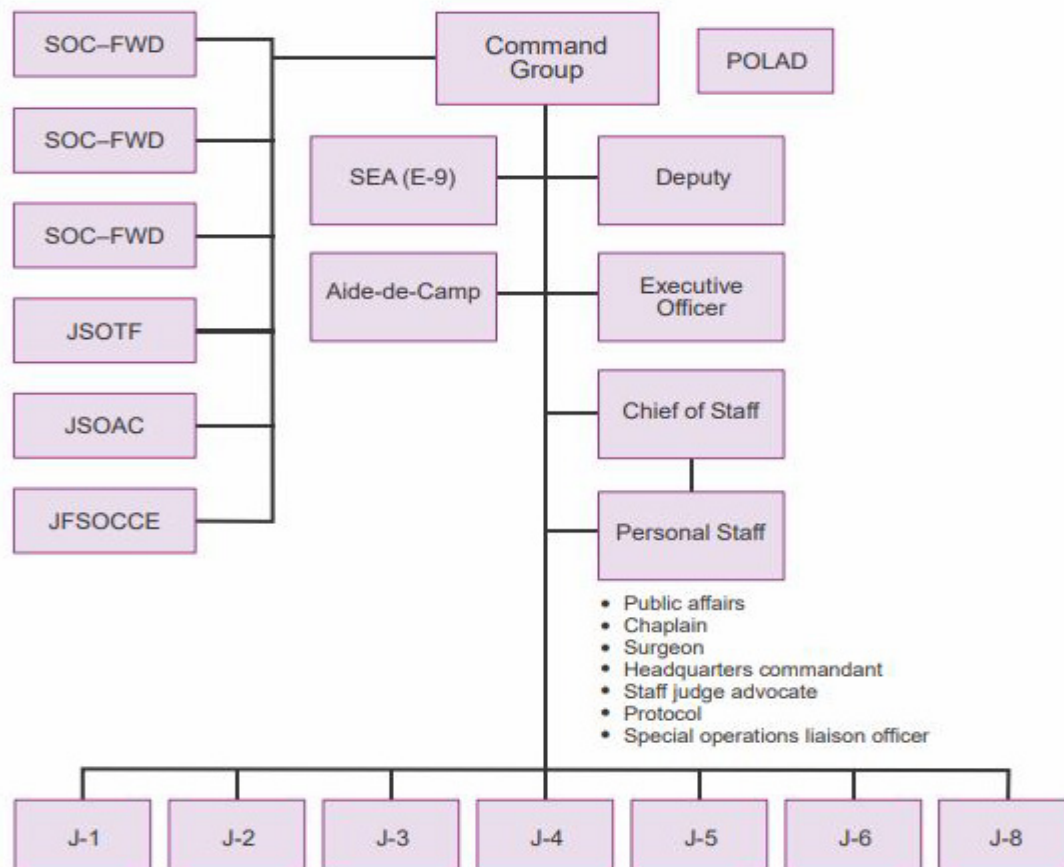 SOC–FWD
SOC–FWD
SOC–FWD
JSOTF
JSOAC
JFSOCCE
Command
Group
POLAD
SEA (E-9)
Deputy
Aide-de-Camp
Executive
Officer
Chief of Staff
Personal Staff
• Public affairs
• Chaplain
• Surgeon
• Headquarters commandant
• Staff judge advocate
• Protocol
• Special operations liaison officer
J-1
J-2
J-3
J-4
J-5
J-6
J-8